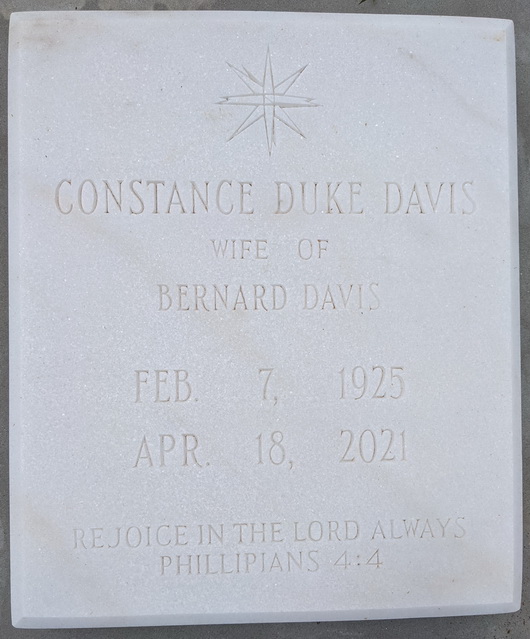 CONSTANCE DUKE DAVIS
WIFE OF
BERNARD DAVIS
FEB. 7, 1925
APR. 18, 2021
REJOICE IN THE LORD ALWAYS
PHILLIPIANS 4:4